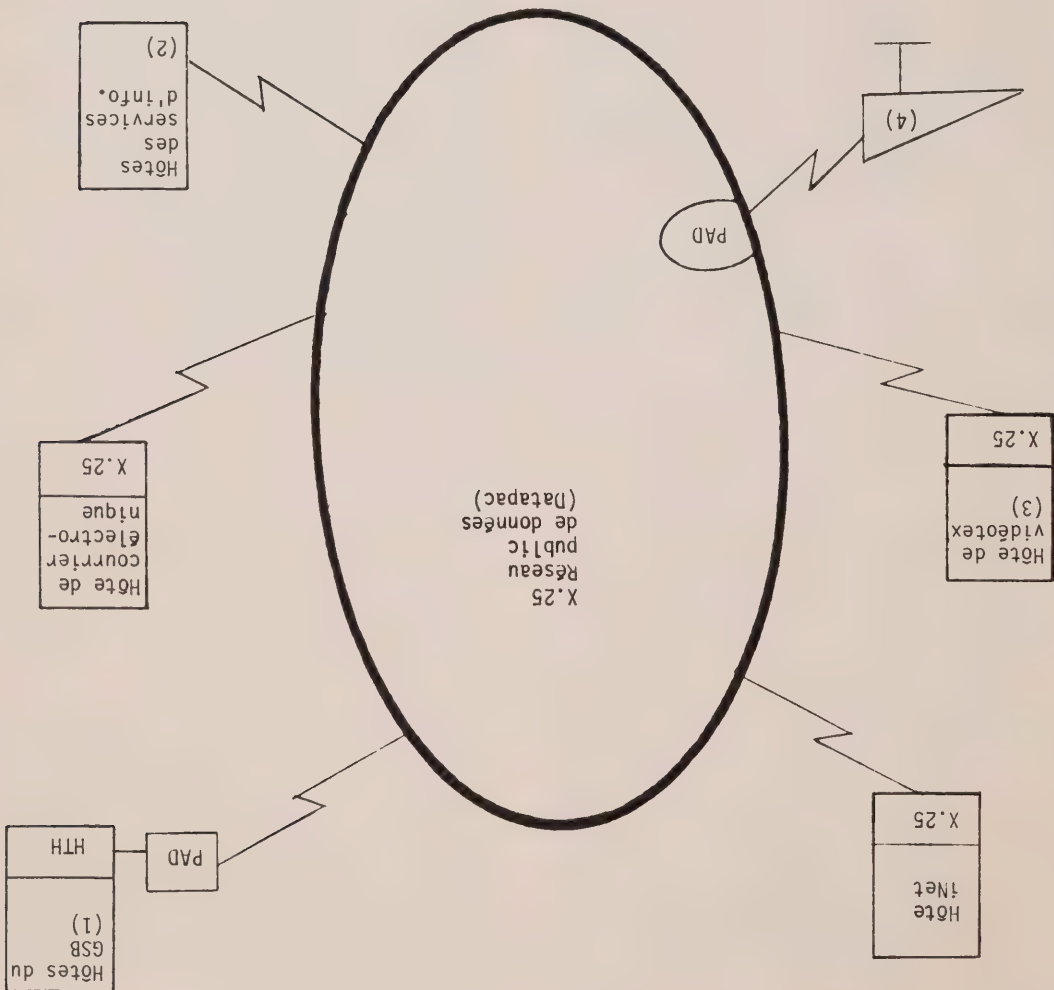 Hôte
iNet
X.25
Hôtes du
GSB
(1)
HTH
PAD
X.25
Réseau
public
de données
(Datapac)
Hôte de
vidéotex
(3)
X.25
Hôte de
courrier
électro-
nique
X.25
PAD
(4)
Hôtes
des
services
d'info.
(2)